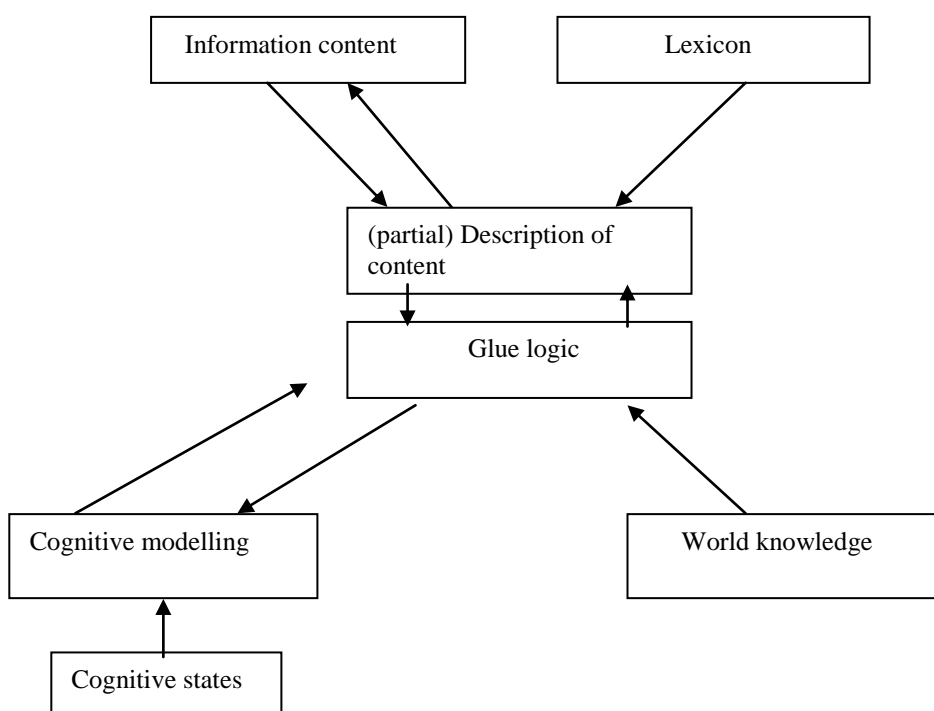 Information content
Lexicon
(partial) Description of
content
Glue logic
Cognitive modelling
World knowledge
Cognitive states